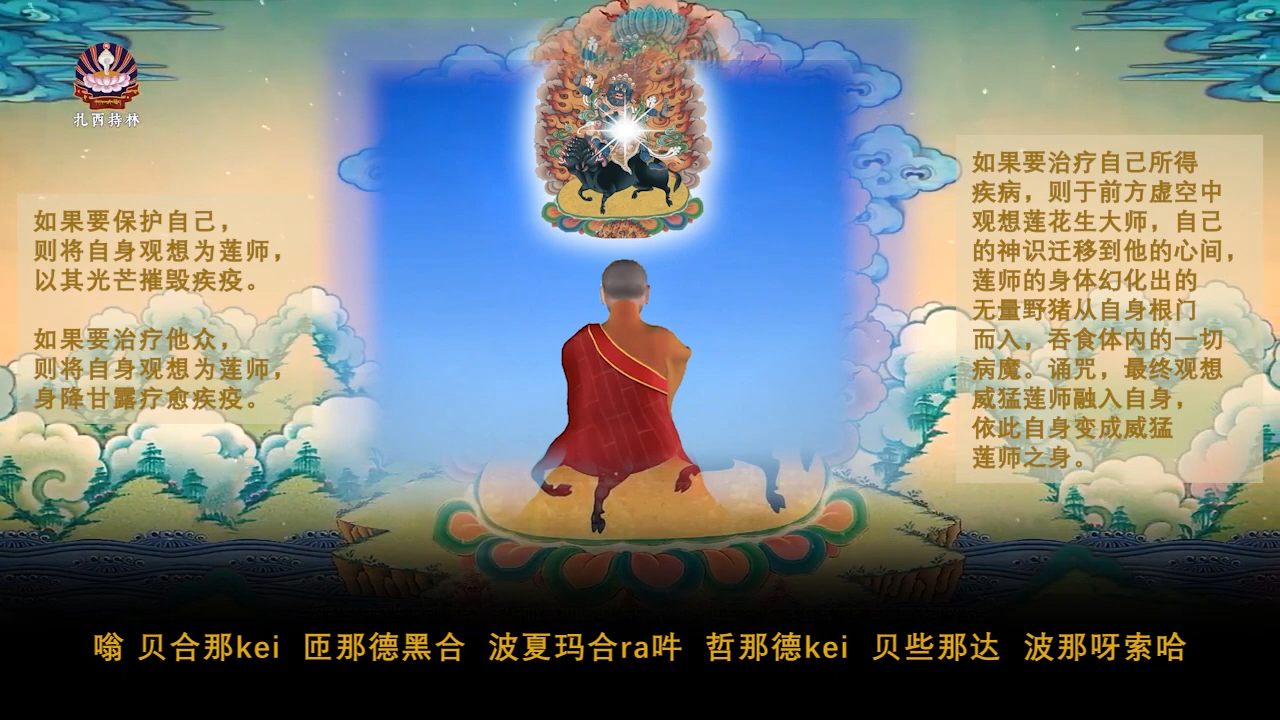 扎西持林
如果要保护自己，
则将自身观想为莲师，
以其光芒摧毁疾疫。
如果要治疗他众，
则将自身观想为莲师，
身降甘露疗愈疾疫。
如果要治疗自己所得
疾病，则于前方虚空中
观想莲花生大师，自己
的神识迁移到他的心间，
莲师的身体幻化出的
无量野猪从自身根门
而入，吞食体内的一切
病魔。诵咒，最终观想
威猛莲师融入自身，
依此自身变成威猛
莲师之身。
嗡 贝合那kei 匝那德黑合 波夏玛合ra吽 哲那德kei 贝些那达 波那呀索哈